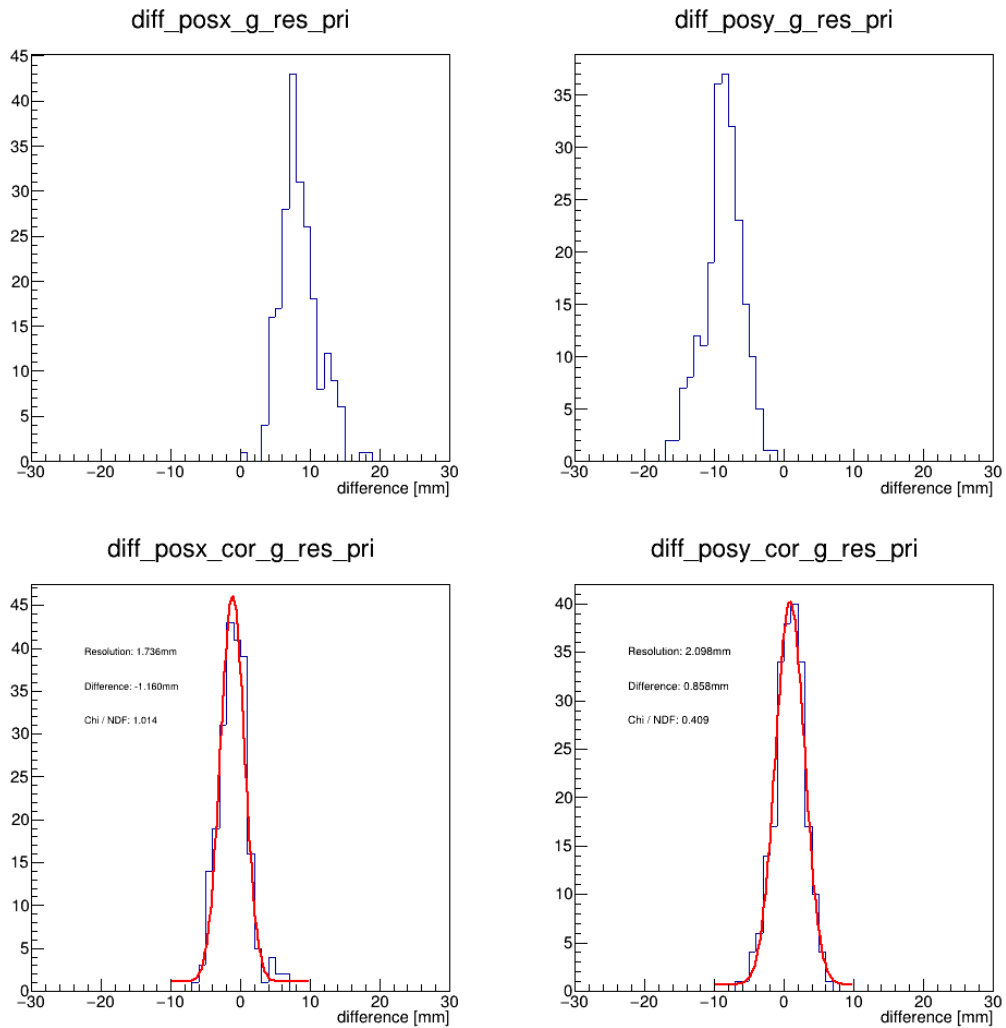 diff_posx_g_res_pri
45
40
35
30
25
20
15
10
5
0
−30 −20 −10 0 10 20 30
difference [mm]
diff_posy_g_res_pri
35
30
25
20
15
10
5
0
−30 −20 −10 0 10 20 30
difference [mm]
diff_posx_cor_g_res_pri
45
40
35
30
25
20
15
10
5
0
Resolution: 1.736mm
Difference: -1.160mm
Chi / NDF: 1.014
−30 −20 −10 0 10 20 30
difference [mm]
diff_posy_cor_g_res_pri
40
35
30
25
20
15
10
5
0
Resolution: 2.098mm
Difference: 0.858mm
Chi / NDF: 0.409
−30 −20 −10 0 10 20 30
difference [mm]